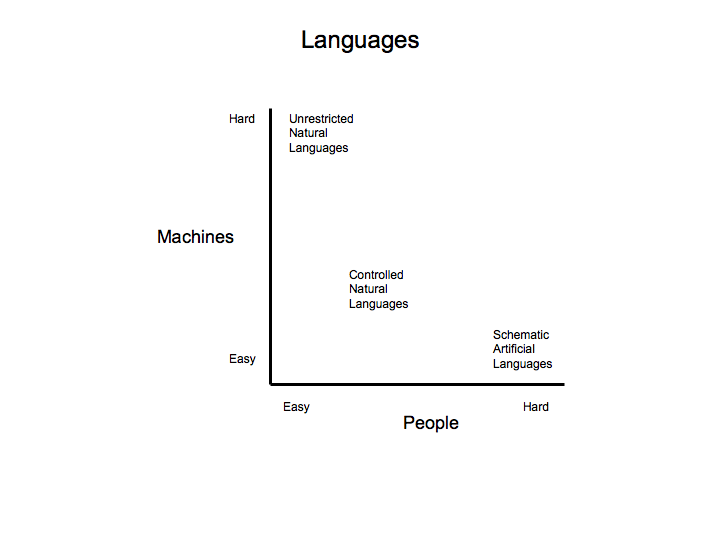 Languages
Hard
Unrestricted
Natural
Languages
Machines
Controlled
Natural
Languages
Schematic
Artificial
Languages
Easy
Easy
Hard
People